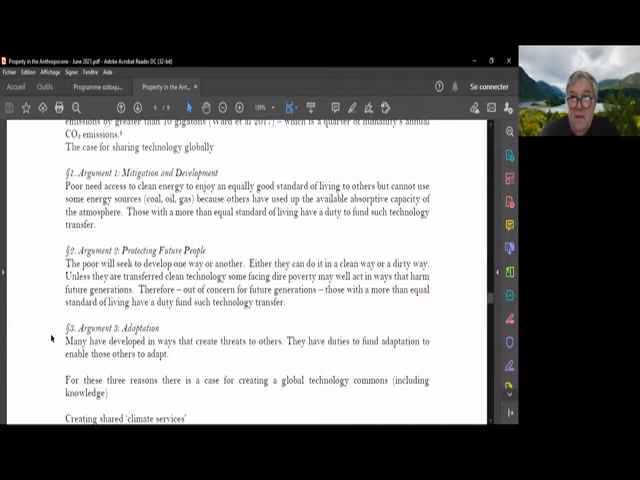 Property in the Anthropocene - June 2021.pdf - Adobe Acrobat Reader DC (32-bit)
Fichier Edition Affichage Signer Fenêtre Aide
Accueil Outils Programme colloqu... Property in the Ant... × Se connecter
6 / 8
emissions by greater than 10 gigatons (Ward et al 2017) – which is a quarter of humanity's annual
CO₂ emissions.
The case for sharing technology globally
§1. Argument 1: Mitigation and Development
Poor need access to clean energy to enjoy an equally good standard of living to others but cannot use
some energy sources (coal, oil, gas) because others have used up the available absorptive capacity of
the atmosphere. Those with a more than equal standard of living have a duty to fund such technology
transfer.
§2. Argument 2: Protecting Future People
The poor will seek to develop one way or another. Either they can do it in a clean way or a dirty way.
Unless they are transferred clean technology some facing dire poverty may well act in ways that harm
future generations. Therefore – out of concern for future generations – those with a more than equal
standard of living have a duty fund such technology transfer.
§3. Argument 3: Adaptation
Many have developed in ways that create threats to others. They have duties to fund adaptation to
enable those others to adapt.
For these three reasons there is a case for creating a global technology commons (including
knowledge)
Creating shared 'climate services'